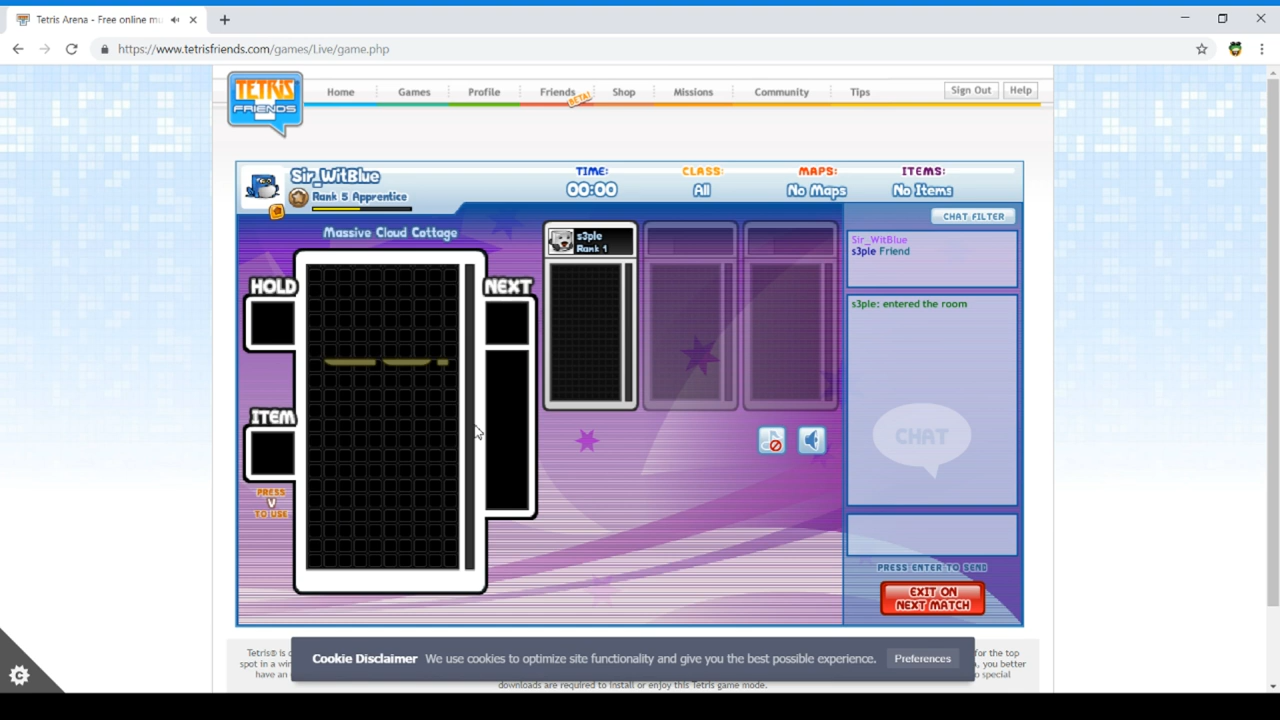 Tetris Arena - Free online mu
https://www.tetrisfriends.com/games/Live/game.php
TETRIS
FRIENDS
Home
Games
Profile
Friends
BETA!
Shop
Missions
Community
Tips
Sign Out
Help
Sir_WitBlue
Rank 5 Apprentice
TIME:
00:00
CLASS:
All
MAPS:
No Maps
ITEMS:
No Items
Massive Cloud Cottage
HOLD
NEXT
ITEM
PRESS
V
TO USE
s3ple
Rank 1
CHAT FILTER
Sir_WitBlue
s3ple Friend
s3ple: entered the room
CHAT
PRESS ENTER TO SEND
EXIT ON
NEXT MATCH
Tetris® is
for the top
spot in a win
, you better
have an
o special
downloads are required to install or enjoy this Tetris game mode.
Cookie Disclaimer We use cookies to optimize site functionality and give you the best possible experience.
Preferences